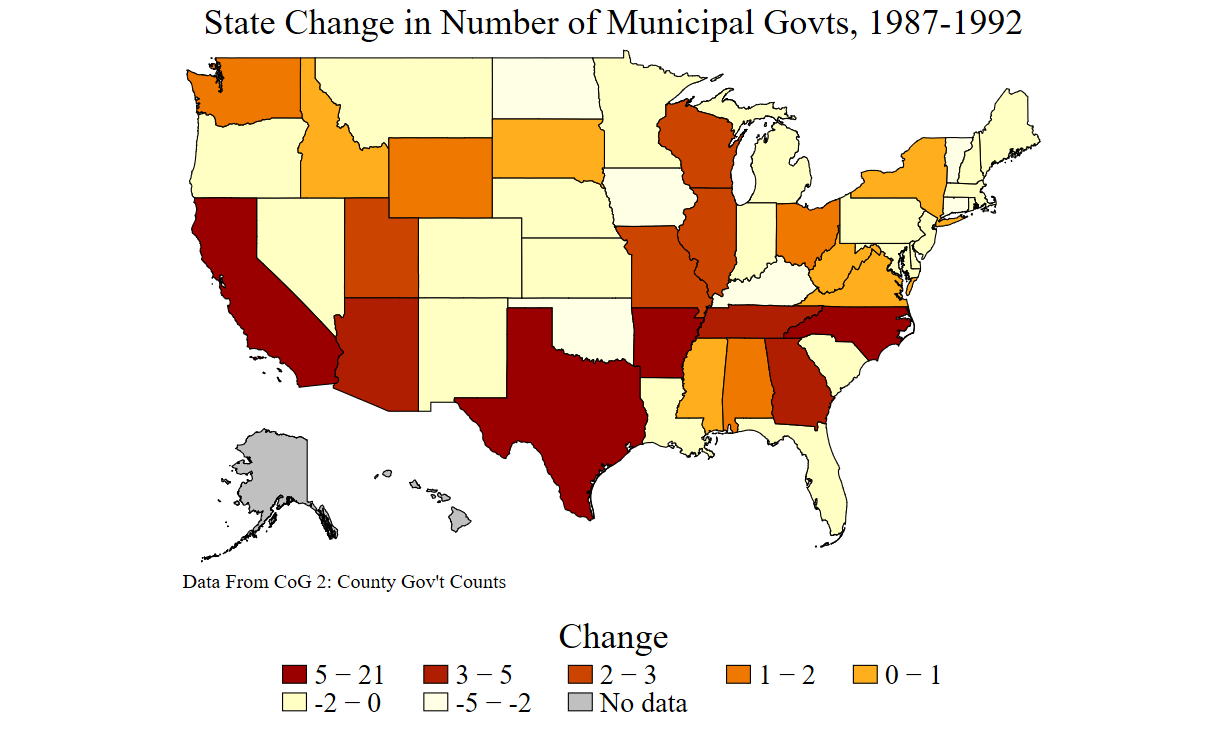 State Change in Number of Municipal Govts, 1987-1992
Data From CoG 2: County Gov't Counts
Change
5 − 21 3 − 5 2 − 3 1 − 2 0 − 1
-2 − 0 -5 − -2 No data